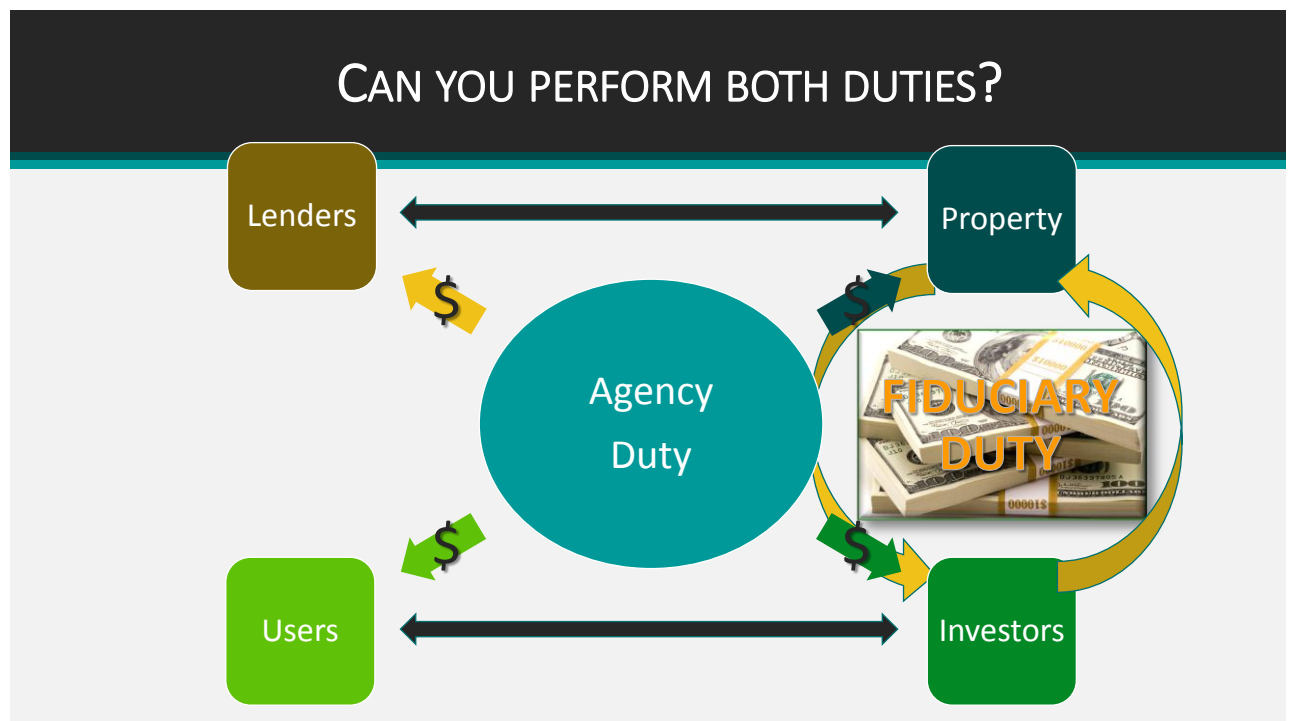 CAN YOU PERFORM BOTH DUTIES?
Lenders
Property
$
$
Agency
Duty
FIDUCIARY
DUTY
$
$
Users
Investors